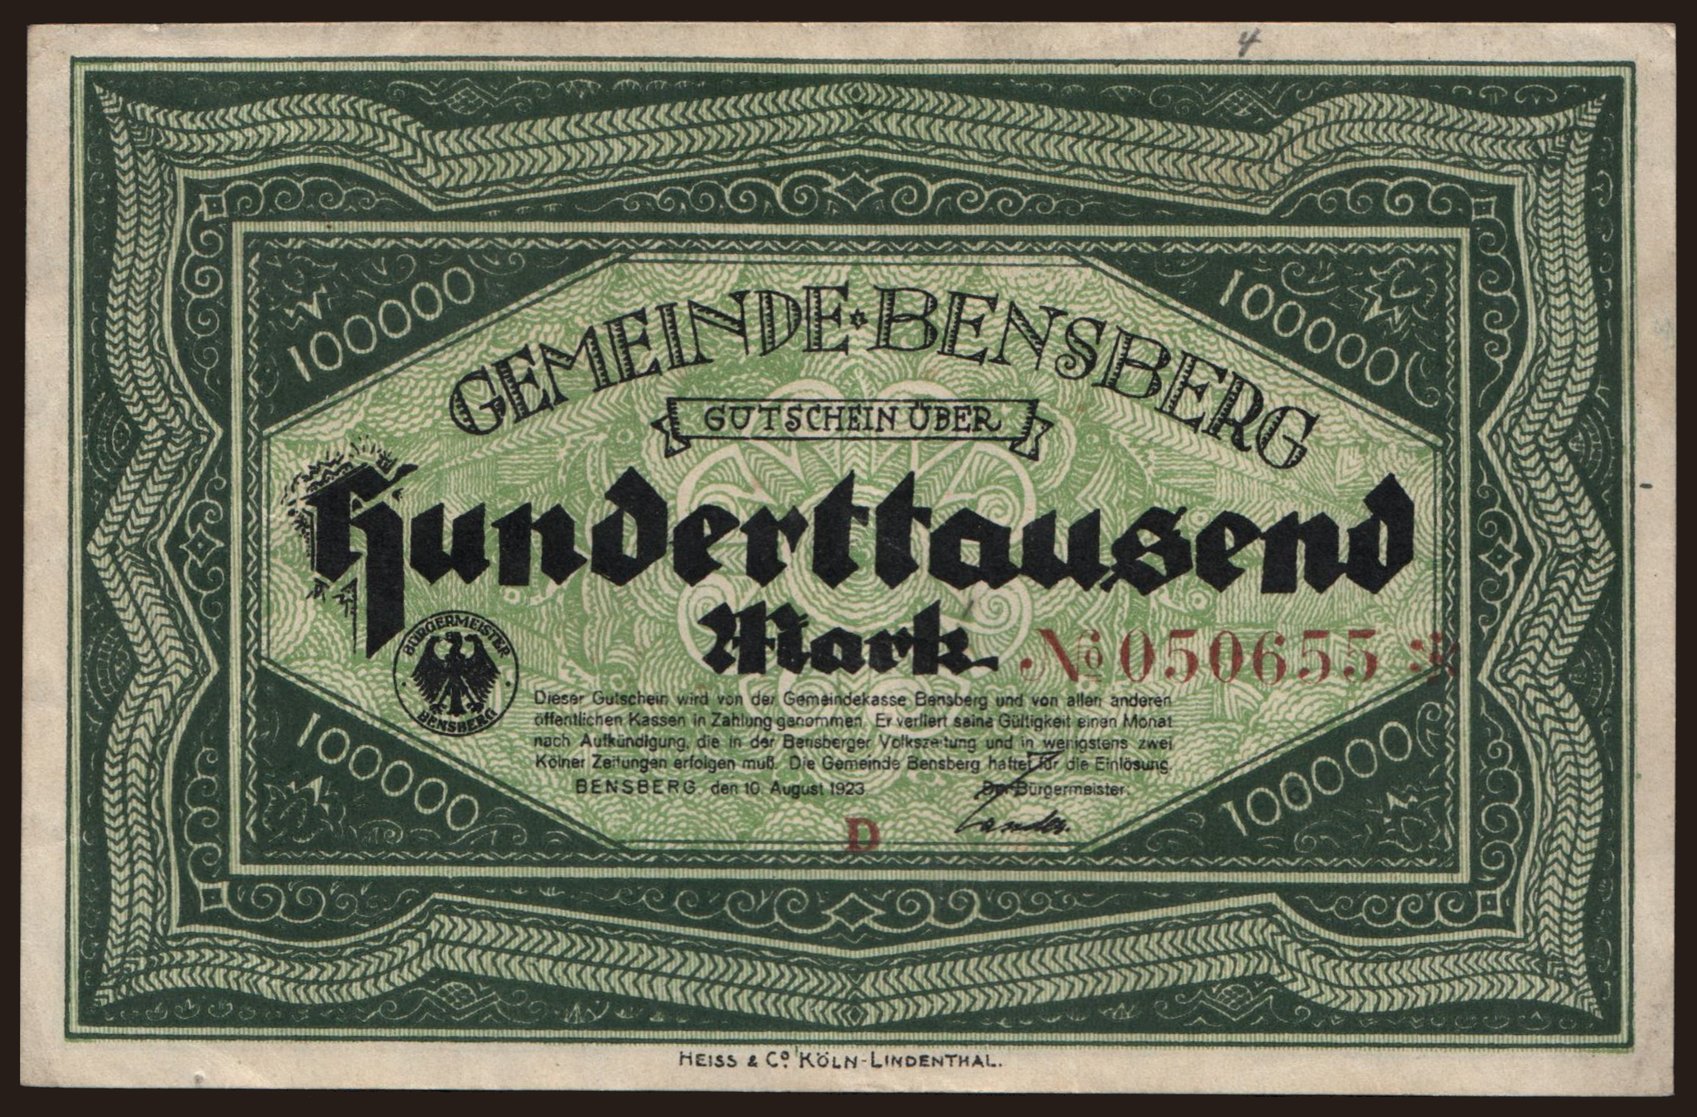 4
100000
100000
GEMEINDE BENSBERG
GUTSCHEIN ÜBER
Hunderttausend
Mark
№ 050655 *
BÜRGERMEISTER
BENSBERG
Dieser Gutschein wird von der Gemeindekasse Bensberg und von allen anderen
öffentlichen Kassen in Zahlung genommen. Er verliert seine Gültigkeit einen Monat
nach Aufkündigung, die in der Bensberger Volkszeitung und in wenigstens zwei
Kölner Zeitungen erfolgen muß. Die Gemeinde Bensberg haftet für die Einlösung.
BENSBERG, den 10. August 1923
Der Bürgermeister:
D
100000
100000
HEISS & Cº KÖLN-LINDENTHAL.